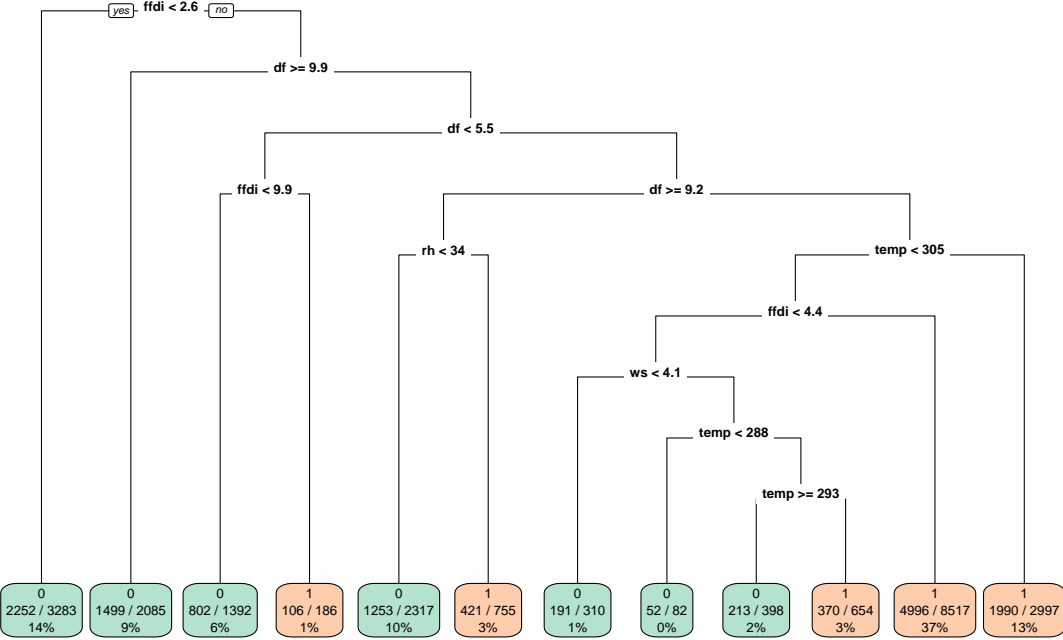 yes ffdi < 2.6 no
df >= 9.9
df < 5.5
ffdi < 9.9
df >= 9.2
rh < 34
temp < 305
ffdi < 4.4
ws < 4.1
temp < 288
temp >= 293
0
2252 / 3283
14%
0
1499 / 2085
9%
0
802 / 1392
6%
1
106 / 186
1%
0
1253 / 2317
10%
1
421 / 755
3%
0
191 / 310
1%
0
52 / 82
0%
0
213 / 398
2%
1
370 / 654
3%
1
4996 / 8517
37%
1
1990 / 2997
13%